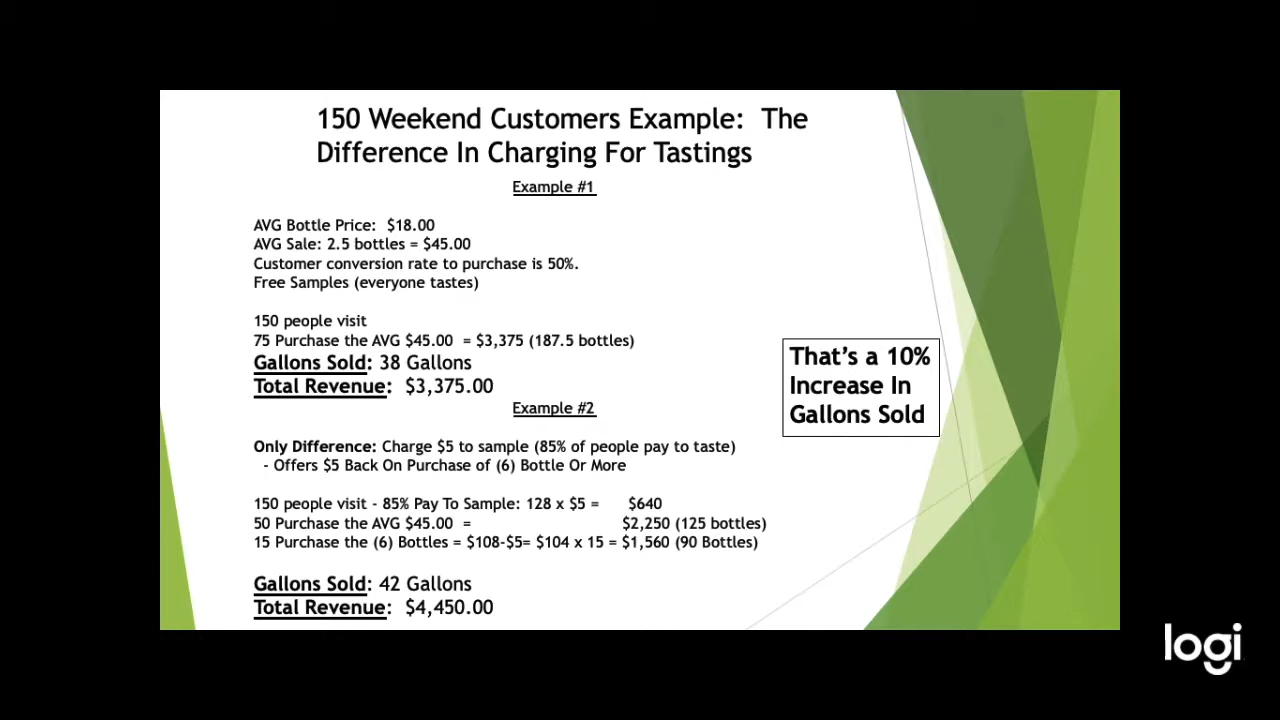 150 Weekend Customers Example: The
Difference In Charging For Tastings
Example #1
AVG Bottle Price: $18.00
AVG Sale: 2.5 bottles = $45.00
Customer conversion rate to purchase is 50%.
Free Samples (everyone tastes)
150 people visit
75 Purchase the AVG $45.00 = $3,375 (187.5 bottles)
Gallons Sold: 38 Gallons
Total Revenue: $3,375.00
That's a 10%
Increase In
Gallons Sold
Example #2
Only Difference: Charge $5 to sample (85% of people pay to taste)
- Offers $5 Back On Purchase of (6) Bottle Or More
150 people visit - 85% Pay To Sample: 128 x $5 = $640
50 Purchase the AVG $45.00 = $2,250 (125 bottles)
15 Purchase the (6) Bottles = $108-$5= $104 x 15 = $1,560 (90 Bottles)
Gallons Sold: 42 Gallons
Total Revenue: $4,450.00
logi